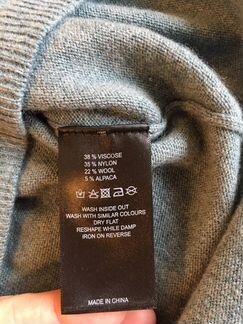 38 % VISCOSE
35 % NYLON
22 % WOOL
5 % ALPACA
WASH INSIDE OUT
WASH WITH SIMILAR COLOURS
DRY FLAT
RESHAPE WHILE DAMP
IRON ON REVERSE
MADE IN CHINA